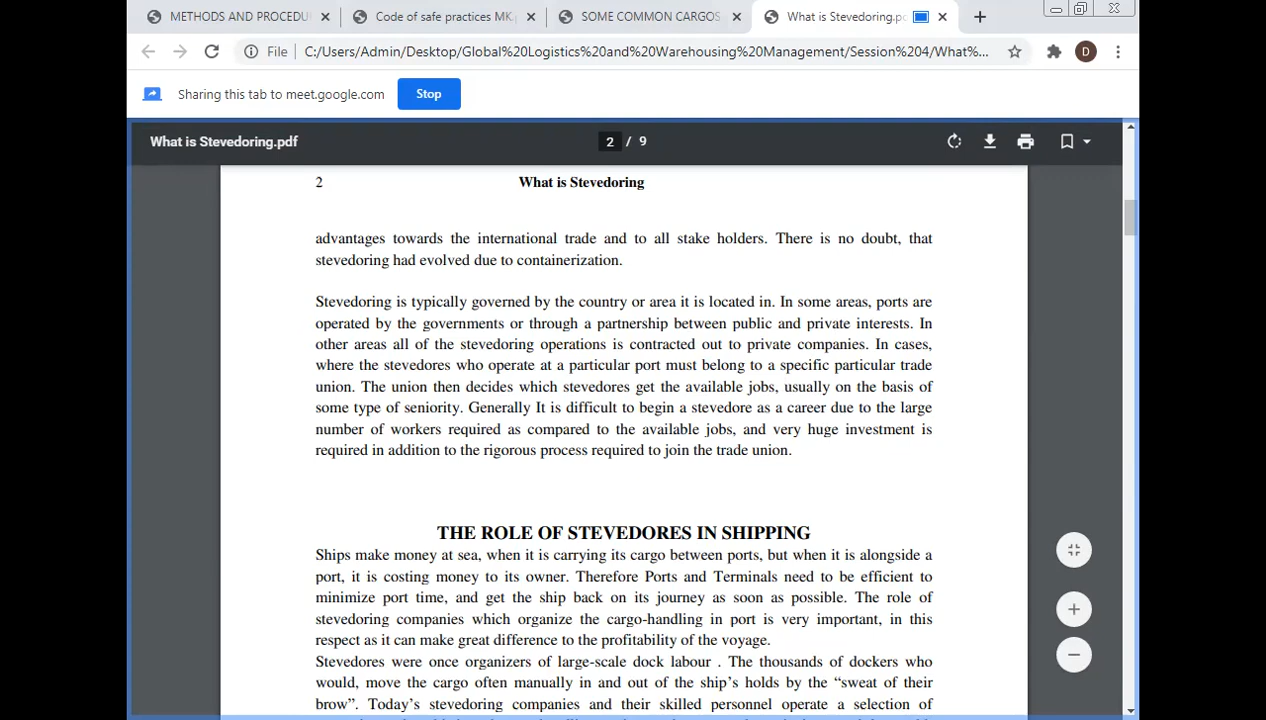 METHODS AND PROCEDU
Code of safe practices MK.p
SOME COMMON CARGOS
What is Stevedoring.pd
File
C:/Users/Admin/Desktop/Global%20Logistics%20and%20Warehousing%20Management/Session%204/What%...
D
Sharing this tab to meet.google.com
Stop
What is Stevedoring.pdf
2 / 9
2
What is Stevedoring
advantages towards the international trade and to all stake holders. There is no doubt, that
stevedoring had evolved due to containerization.
Stevedoring is typically governed by the country or area it is located in. In some areas, ports are
operated by the governments or through a partnership between public and private interests. In
other areas all of the stevedoring operations is contracted out to private companies. In cases,
where the stevedores who operate at a particular port must belong to a specific particular trade
union. The union then decides which stevedores get the available jobs, usually on the basis of
some type of seniority. Generally It is difficult to begin a stevedore as a career due to the large
number of workers required as compared to the available jobs, and very huge investment is
required in addition to the rigorous process required to join the trade union.
THE ROLE OF STEVEDORES IN SHIPPING
Ships make money at sea, when it is carrying its cargo between ports, but when it is alongside a
port, it is costing money to its owner. Therefore Ports and Terminals need to be efficient to
minimize port time, and get the ship back on its journey as soon as possible. The role of
stevedoring companies which organize the cargo-handling in port is very important, in this
respect as it can make great difference to the profitability of the voyage.
Stevedores were once organizers of large-scale dock labour . The thousands of dockers who
would, move the cargo often manually in and out of the ship’s holds by the “sweat of their
brow”. Today’s stevedoring companies and their skilled personnel operate a selection of